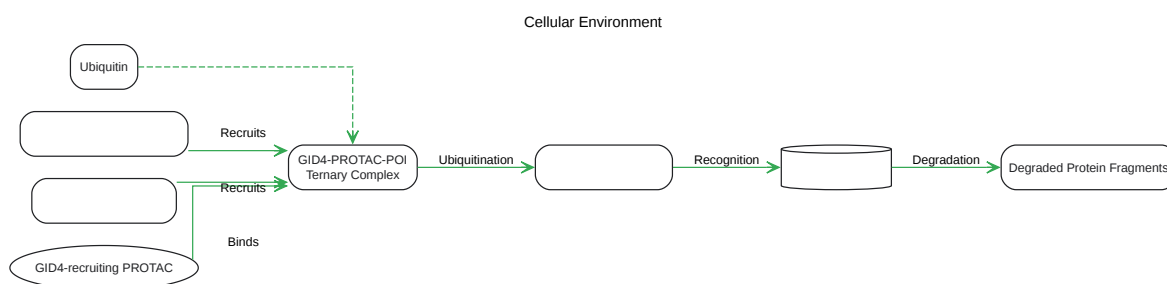 Cellular Environment
Ubiquitin
Recruits
GID4-PROTAC-POI
Ternary Complex
Ubiquitination
Recognition
Degradation
Degraded Protein Fragments
Recruits
Binds
GID4-recruiting PROTAC